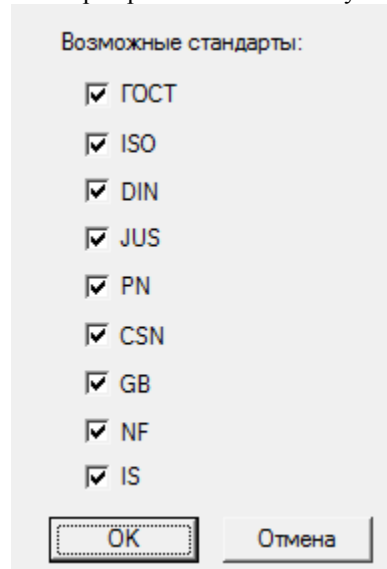 Возможные стандарты:
ГОСТ
ISO
DIN
JUS
PN
CSN
GB
NF
IS
OK
Отмена